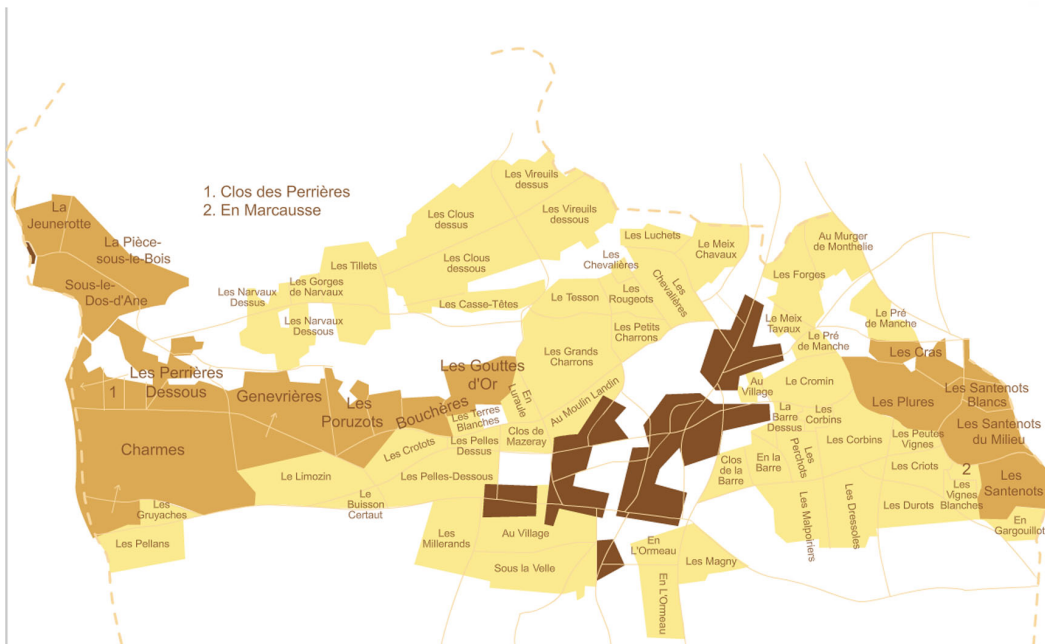 1. Clos des Perrières
2. En Marcausse
La
Jeunerotte
La Pièce-
sous-le-Bois
Sous-le-
Dos-d'Ane
Les Vireuils
dessus
Les Vireuils
dessous
Les Clous
dessus
Les Clous
dessous
Les Tillets
Les Gorges
de Narvaux
Les Narvaux
Dessus
Les Narvaux
Dessous
Les Casse-Têtes
Les Luchets
Le Meix
Chavaux
Les
Chevalières
Les
Chevalières
Le Tesson
Les
Rougeots
Les Petits
Charrons
Les Grands
Charrons
Au Murger
de Monthelie
Les Forges
Le Meix
Tavaux
Le Pré
de Manche
Le Pré
de Manche
Les Cras
1
Les Perrières
Dessous
Genevrières
Les
Poruzots
Bouchères
Les Gouttes
d'Or
En
Luraule
Au Moulin Landin
Les Terres
Blanches
Clos de
Mazeray
Charmes
Les Crotots
Les Pelles
Dessus
Le Limozin
Les Pelles-Dessous
Le
Buisson
Certaut
Les
Gruyaches
Les Pellans
Les
Millerands
Au Village
Sous la Velle
Au
Village
Le Cromin
La
Barre
Dessus
Les
Corbins
Les Corbins
Les Plures
Les Santenots
Blancs
Les Santenots
du Milieu
Les Peutes
Vignes
Clos
de la
Barre
En la
Barre
Les
Perchots
Les Criots
2
Les
Vignes
Blanches
Les
Santenots
Les Durots
Les Malpoiriers
Les Dressoles
En
Gargouillot
En
L'Ormeau
Les Magny
En L'Ormeau